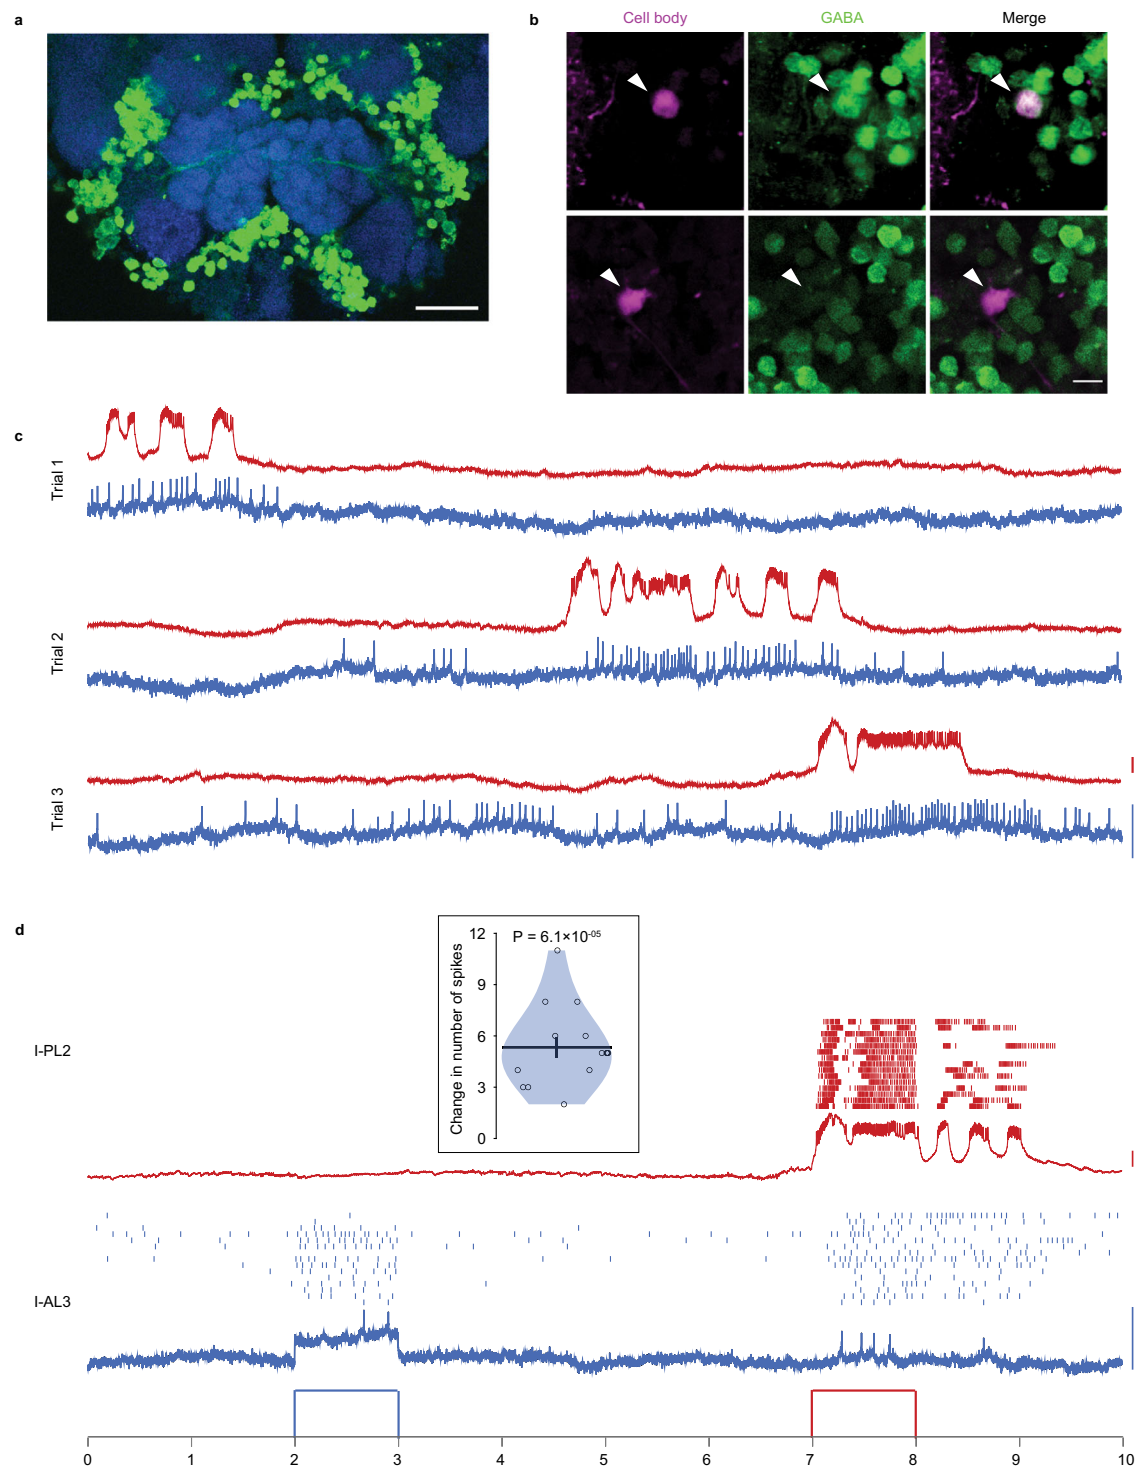 a
b
Cell body
GABA
Merge
c
Trial 1
Trial 2
Trial 3
d
P = 6.1×10-05
Change in number of spikes
12
9
6
3
0
I-PL2
I-AL3
0 1 2 3 4 5 6 7 8 9 10